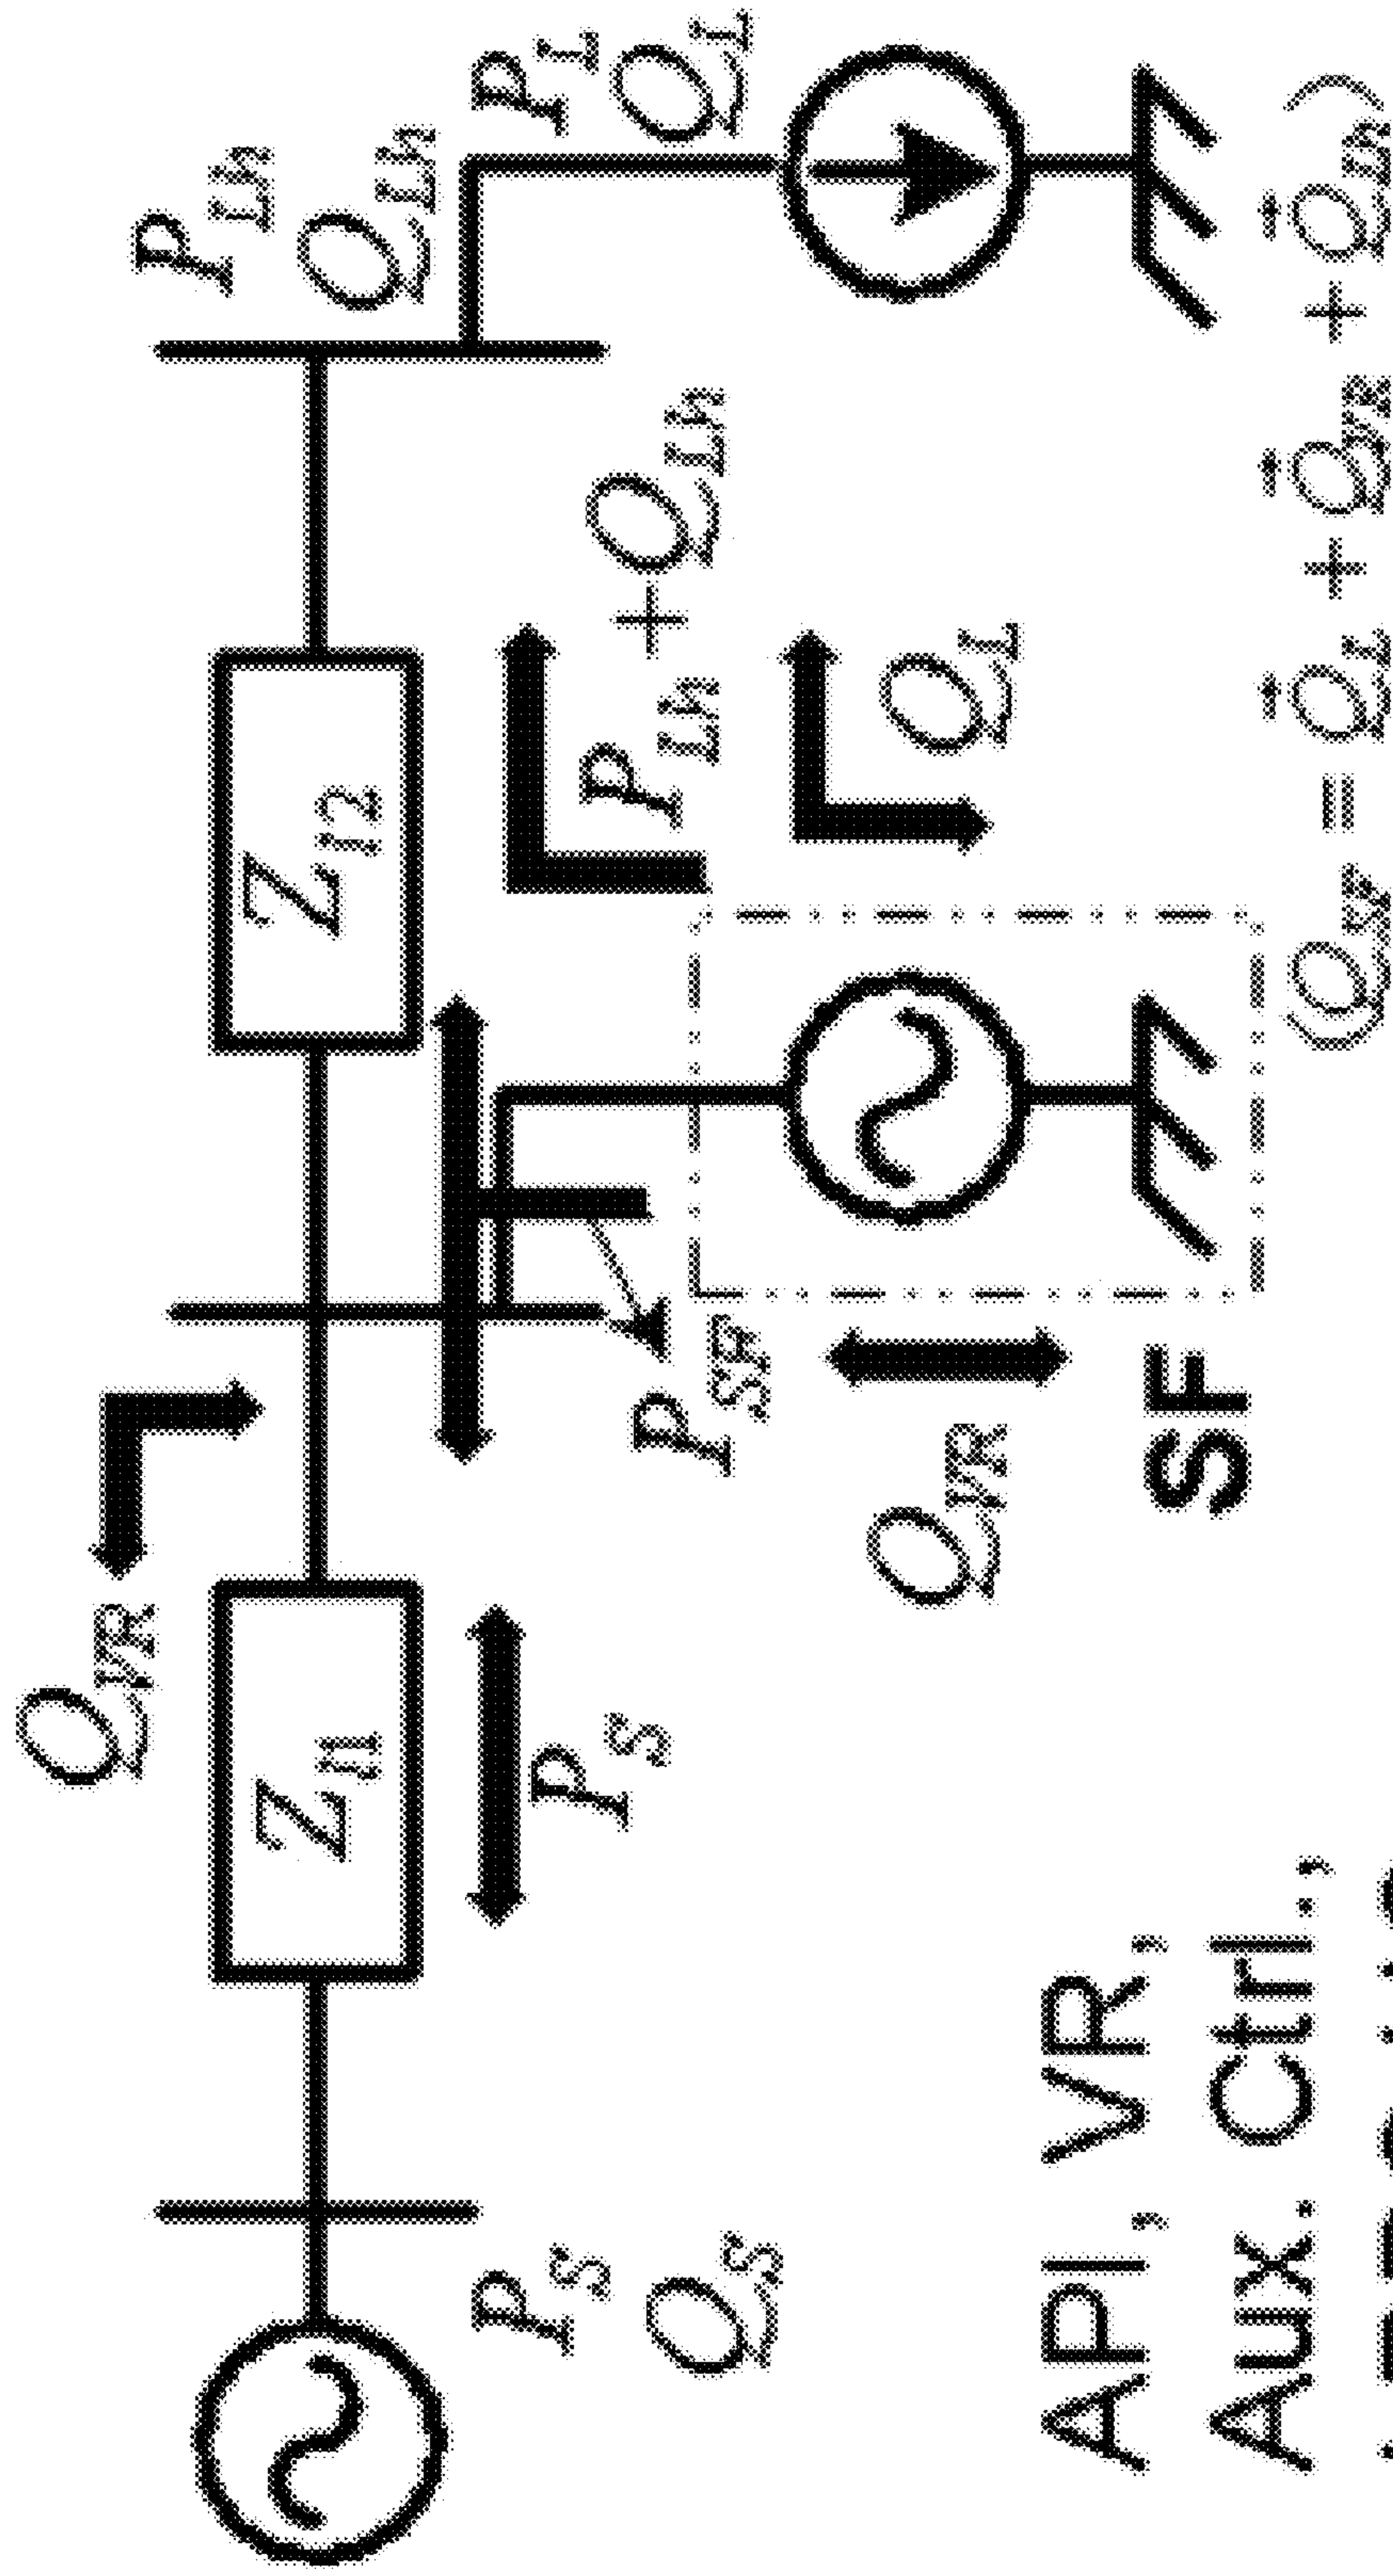 Q_VR
P_Lh
Q_Lh
Z_l1
Z_l2
P_S
Q_S
P_S
P_SF
P_Lh + Q_Lh
P_L
Q_L
Q_VR
Q_L
API, VR,
SF
Aux. Ctrl.,
(Q_SF = Q̄_L + Q̄_VR + Q̄_Lh)